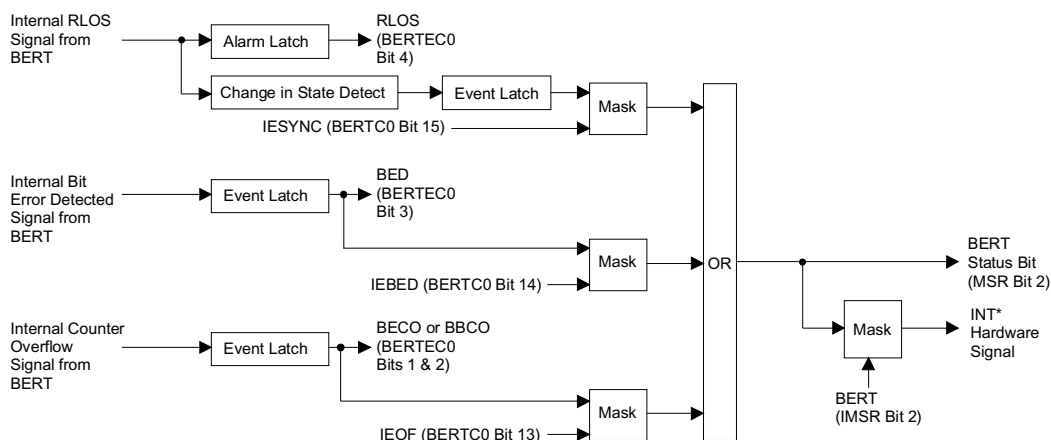 Internal RLOS
Signal from
BERT
Alarm Latch
RLOS
(BERTEC0
Bit 4)
Change in State Detect
Event Latch
Mask
IESYNC (BERTC0 Bit 15)
Internal Bit
Error Detected
Signal from
BERT
Event Latch
BED
(BERTEC0
Bit 3)
Mask
IEBED (BERTC0 Bit 14)
OR
BERT
Status Bit
(MSR Bit 2)
Internal Counter
Overflow
Signal from
BERT
Event Latch
BECO or BBCO
(BERTEC0
Bits 1 & 2)
Mask
INT*
Hardware
Signal
BERT
(IMSR Bit 2)
Mask
IEOF (BERTC0 Bit 13)